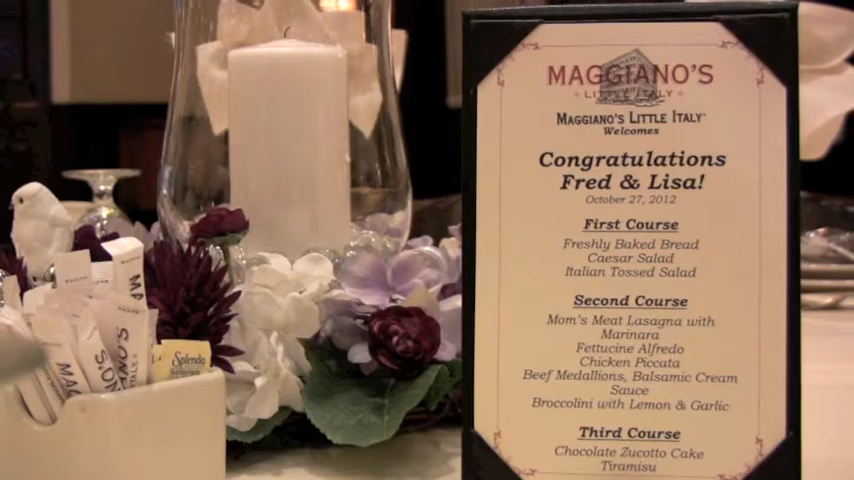 MAGGIANO'S
LITTLE ITALY
MAGGIANO'S LITTLE ITALY
Welcomes
Congratulations
Fred & Lisa!
October 27, 2012
First Course
Freshly Baked Bread
Caesar Salad
Italian Tossed Salad
Second Course
Mom's Meat Lasagna with
Marinara
Fettucine Alfredo
Chicken Piccata
Beef Medallions, Balsamic Cream
Sauce
Broccolini with Lemon & Garlic
Third Course
Chocolate Zucotto Cake
Tiramisu
Splenda